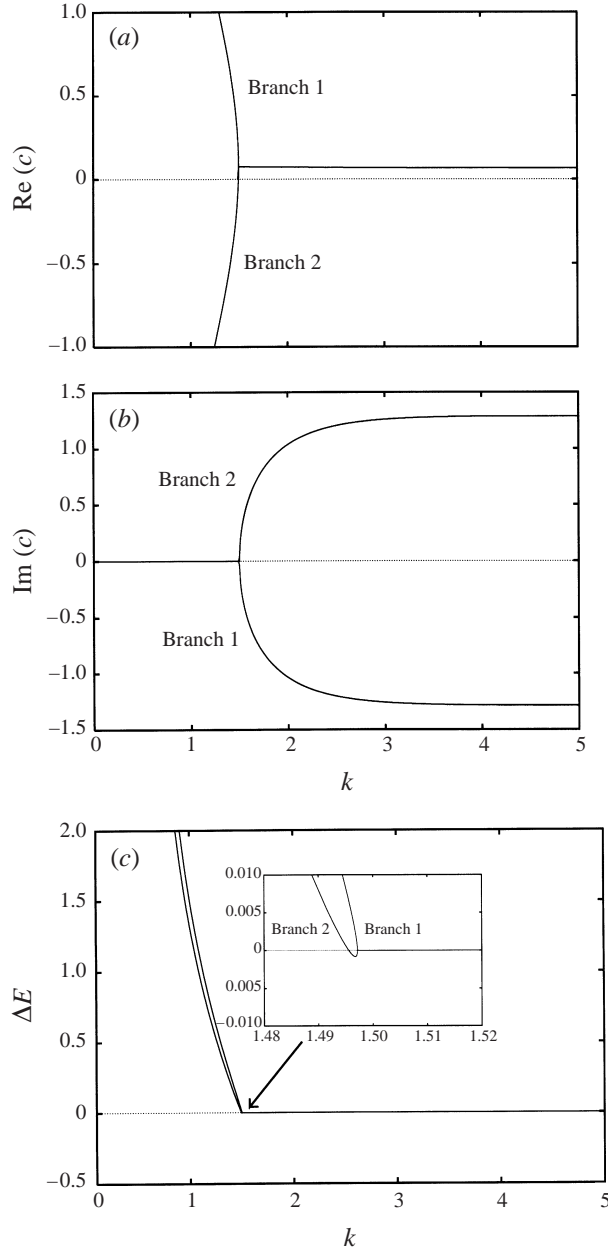 1.0
(a)
Branch 1
0.5
Re (c)
0
Branch 2
−0.5
−1.0
1.5
(b)
1.0
Branch 2
0.5
Im (c)
0
−0.5
Branch 1
−1.0
−1.5
0 1 2 3 4 5
k
2.0
(c)
0.010
1.5
0.005
Branch 2 Branch 1
0
1.0
−0.005
ΔE
−0.010
1.48 1.49 1.50 1.51 1.52
0.5
0
−0.5
0 1 2 3 4 5
k